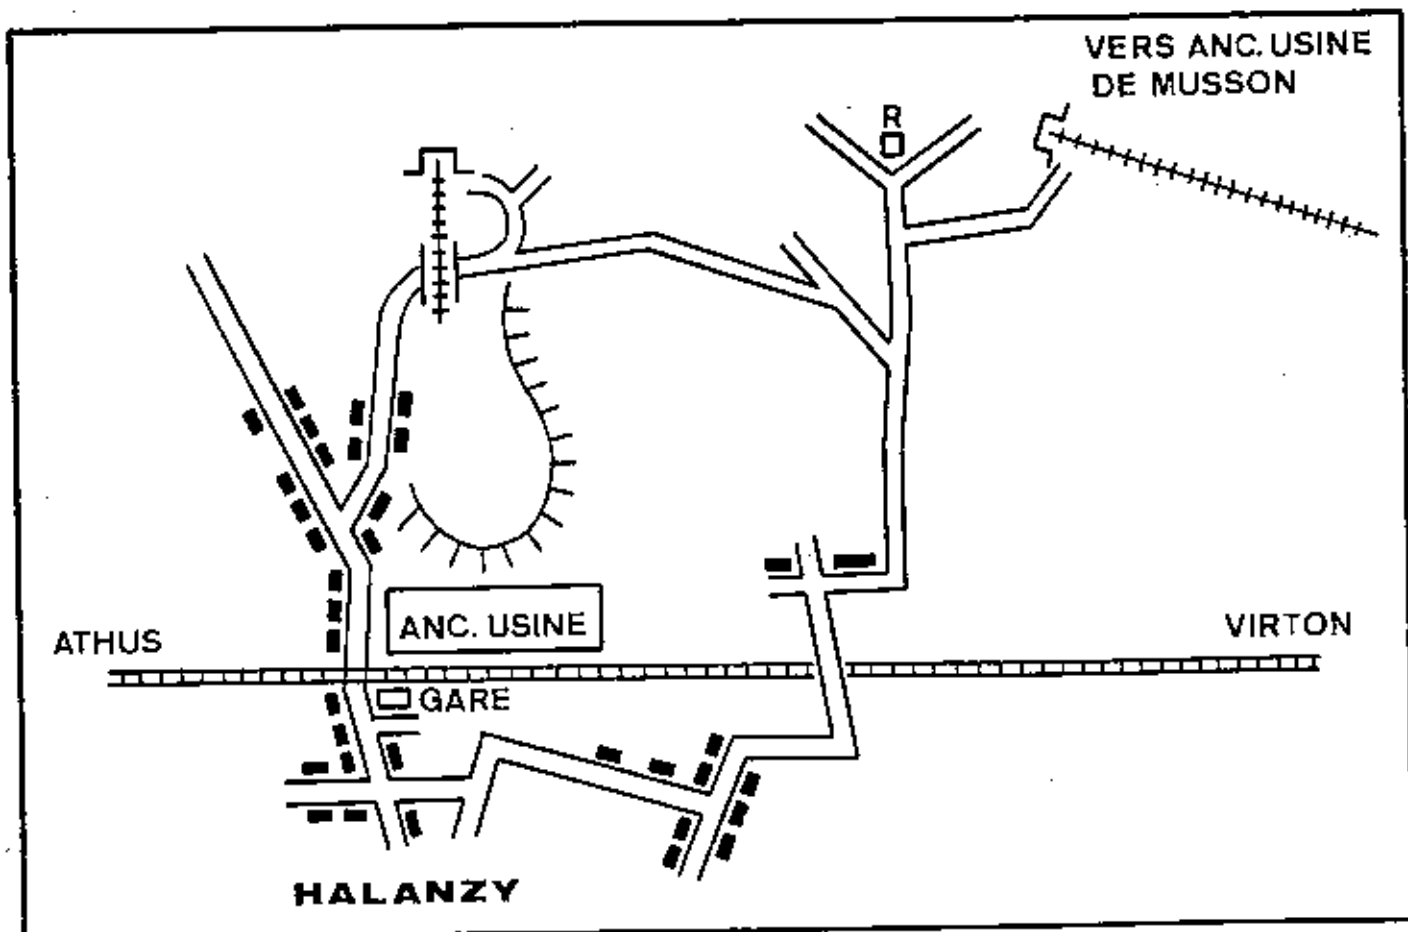 VERS ANC. USINE
DE MUSSON
R
ANC. USINE
ATHUS
VIRTON
GARE
HALANZY